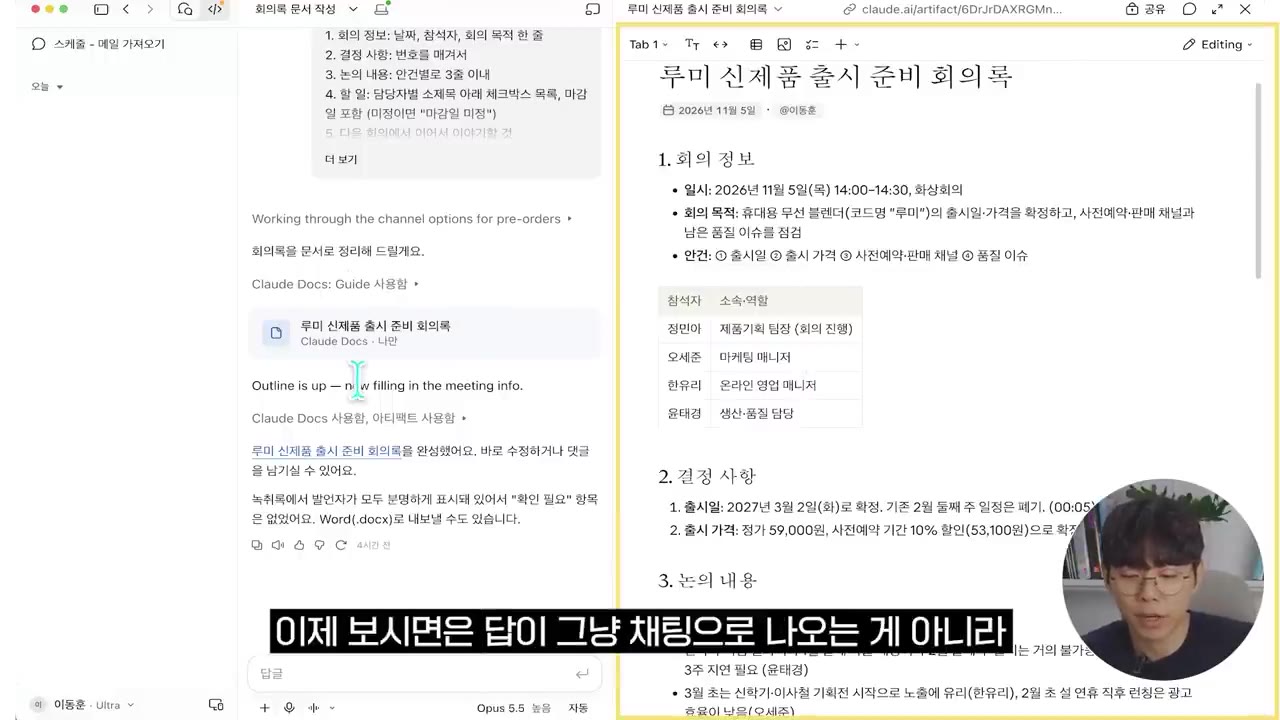 회의록 문서 작성
스케줄 - 메일 가져오기
오늘
1. 회의 정보: 날짜, 참석자, 회의 목적 한 줄
2. 결정 사항: 번호를 매겨서
3. 논의 내용: 안건별로 3줄 이내
4. 할 일: 담당자별 소제목 아래 체크박스 목록, 마감
일 포함 (미정이면 "마감일 미정")
5. 다음 회의에서 이어서 이야기할 것
더 보기
Working through the channel options for pre-orders
회의록을 문서로 정리해 드릴게요.
Claude Docs: Guide 사용함
루미 신제품 출시 준비 회의록
Claude Docs · 나만
Outline is up — now filling in the meeting info.
Claude Docs 사용함, 아티팩트 사용함
루미 신제품 출시 준비 회의록을 완성했어요. 바로 수정하거나 댓글
을 남기실 수 있어요.
녹취록에서 발언자가 모두 분명하게 표시돼 있어서 "확인 필요" 항목
은 없었어요. Word(.docx)로 내보낼 수도 있습니다.
4시간 전
답글
Opus 5.5 높음 자동
이 이동훈 · Ultra
루미 신제품 출시 준비 회의록
claude.ai/artifact/6DrJrDAXRGMn...
공유
Tab 1
Editing
루미 신제품 출시 준비 회의록
2026년 11월 5일 · @이동훈
1. 회의 정보
• 일시: 2026년 11월 5일(목) 14:00–14:30, 화상회의
• 회의 목적: 휴대용 무선 블렌더(코드명 "루미")의 출시일·가격을 확정하고, 사전예약·판매 채널과
남은 품질 이슈를 점검
• 안건: ① 출시일 ② 출시 가격 ③ 사전예약·판매 채널 ④ 품질 이슈
참석자 소속·역할
정민아 제품기획 팀장 (회의 진행)
오세준 마케팅 매니저
한유리 온라인 영업 매니저
윤태경 생산·품질 담당
2. 결정 사항
1. 출시일: 2027년 3월 2일(화)로 확정. 기존 2월 둘째 주 일정은 폐기. (00:05)
2. 출시 가격: 정가 59,000원, 사전예약 기간 10% 할인(53,100원)으로 확정
3. 논의 내용
3주 지연 필요 (윤태경)
• 3월 초는 신학기·이사철 기획전 시작으로 노출에 유리(한유리), 2월 초 설 연휴 직후 런칭은 광고
효율이 낮음(오세준)
이제 보시면은 답이 그냥 채팅으로 나오는 게 아니라